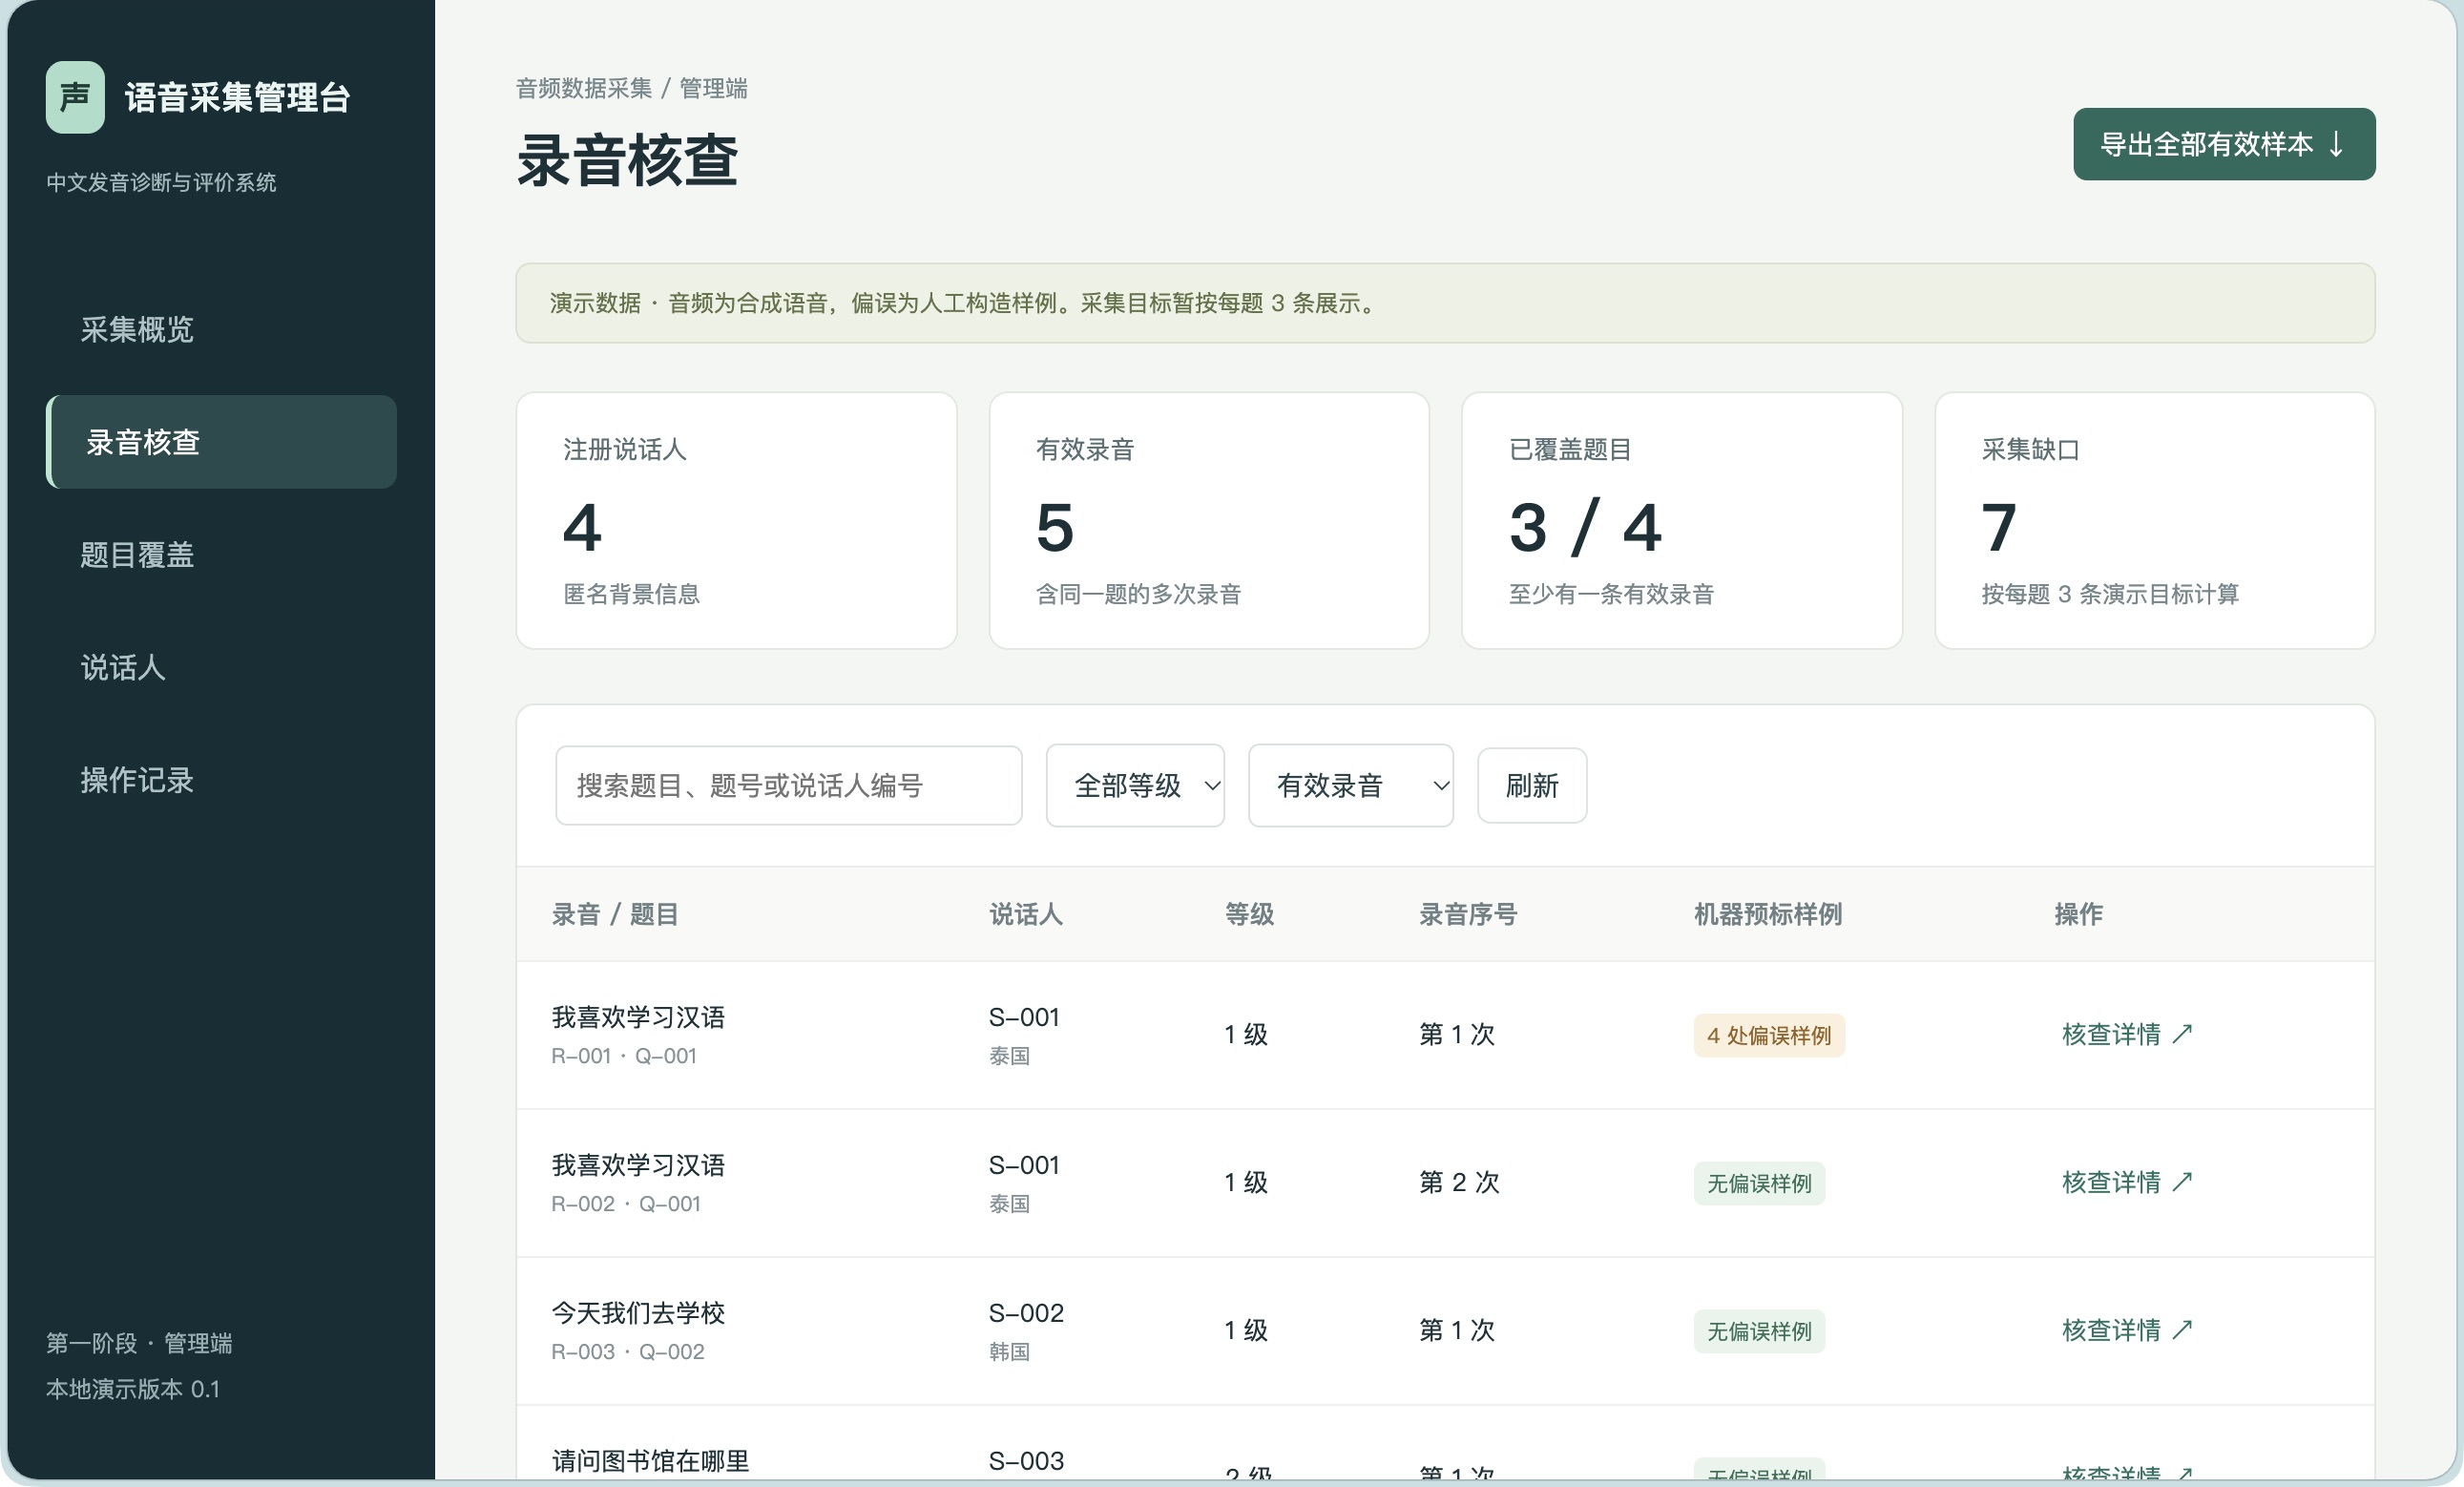 声 语音采集管理台
中文发音诊断与评价系统
采集概览
录音核查
题目覆盖
说话人
操作记录
第一阶段 · 管理端
本地演示版本 0.1
音频数据采集 / 管理端
录音核查
导出全部有效样本 ↓
演示数据 · 音频为合成语音，偏误为人工构造样例。采集目标暂按每题 3 条展示。
注册说话人
4
匿名背景信息
有效录音
5
含同一题的多次录音
已覆盖题目
3 / 4
至少有一条有效录音
采集缺口
7
按每题 3 条演示目标计算
搜索题目、题号或说话人编号 全部等级 有效录音 刷新
录音 / 题目 说话人 等级 录音序号 机器预标样例 操作
我喜欢学习汉语 S-001 1 级 第 1 次 4 处偏误样例 核查详情 ↗
R-001 · Q-001 泰国
我喜欢学习汉语 S-001 1 级 第 2 次 无偏误样例 核查详情 ↗
R-002 · Q-001 泰国
今天我们去学校 S-002 1 级 第 1 次 无偏误样例 核查详情 ↗
R-003 · Q-002 韩国
请问图书馆在哪里 S-003 2 级 第 1 次 无偏误样例 核查详情 ↗